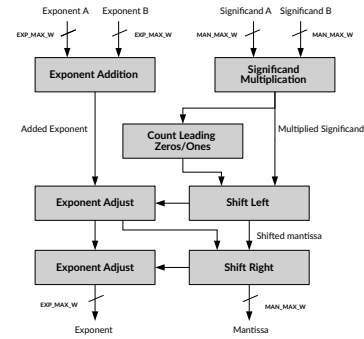 Exponent A
Exponent B
Significand A
Significand B
EXP_MAX_W
EXP_MAX_W
MAN_MAX_W
MAN_MAX_W
Exponent Addition
Significand
Multiplication
Added Exponent
Count Leading
Zeros/Ones
Multiplied Significand
Exponent Adjust
Shift Left
Shifted mantissa
Exponent Adjust
Shift Right
EXP_MAX_W
MAN_MAX_W
Exponent
Mantissa